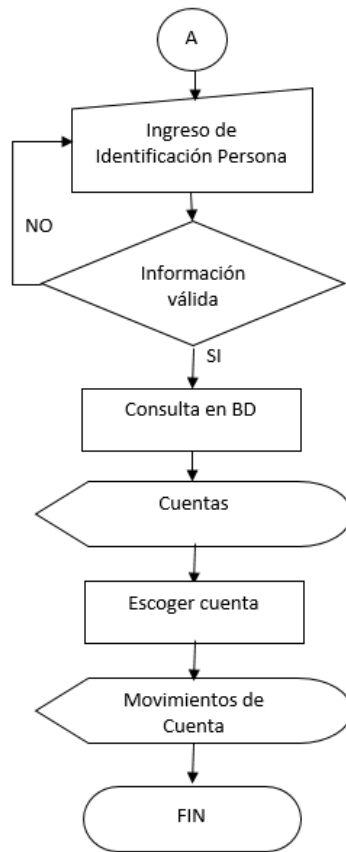 A
Ingreso de
Identificación Persona
NO
Información
válida
SI
Consulta en BD
Cuentas
Escoger cuenta
Movimientos de
Cuenta
FIN